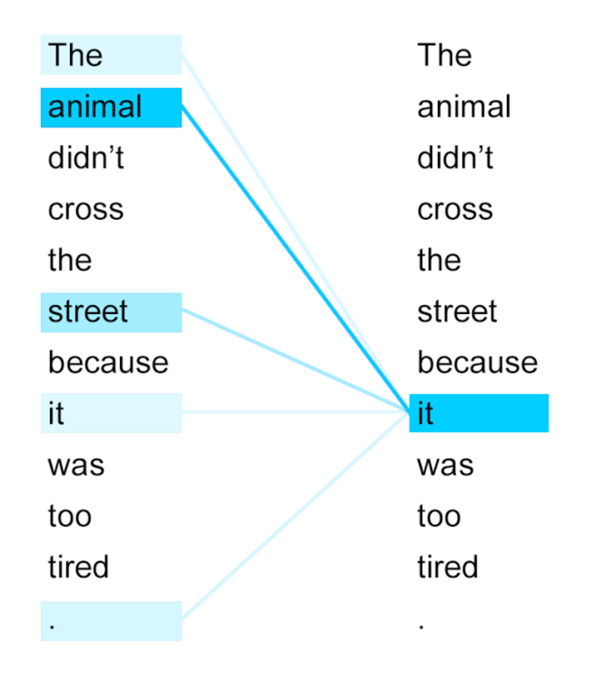 The The
animal animal
didn’t didn’t
cross cross
the the
street street
because because
it it
was was
too too
tired tired
. .